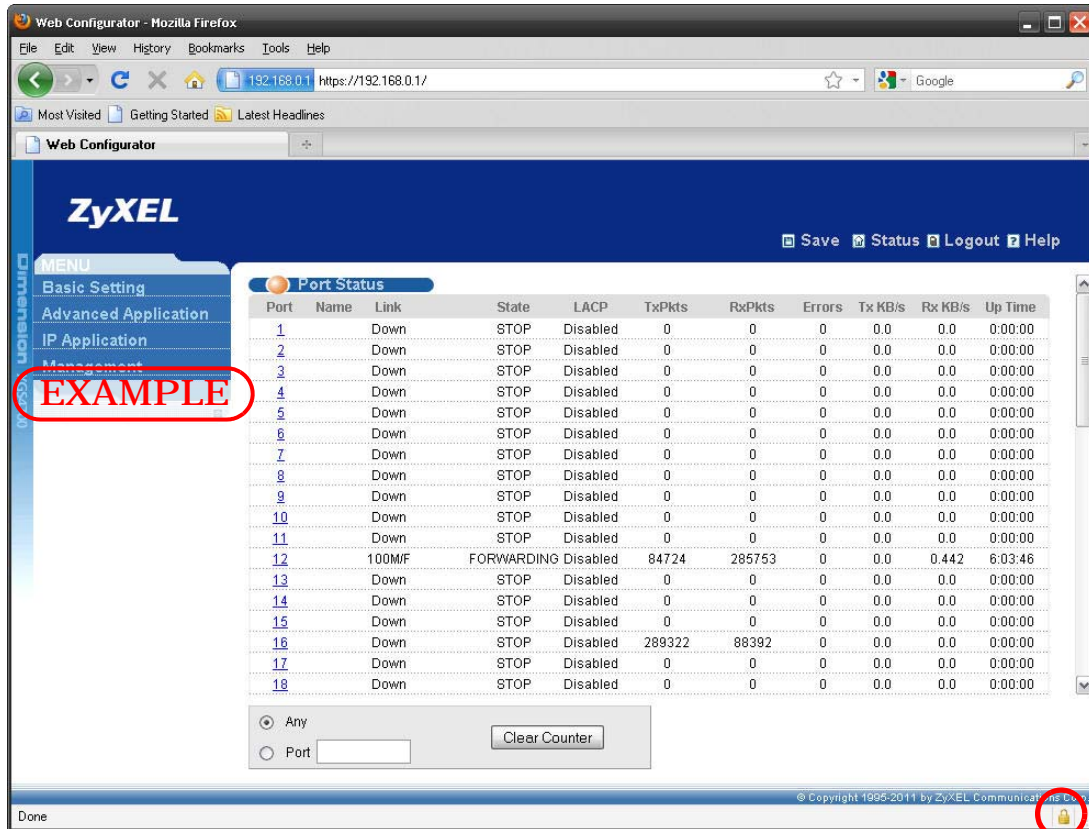 Web Configurator - Mozilla Firefox
File Edit View History Bookmarks Tools Help
192.168.0.1 https://192.168.0.1/ Google
Most Visited Getting Started Latest Headlines
Web Configurator
ZyXEL
Save Status Logout Help
Dimension
MENU
Basic Setting
Advanced Application
IP Application
Management
EXAMPLE
Port Status
Port Name Link State LACP TxPkts RxPkts Errors Tx KB/s Rx KB/s Up Time
1 Down STOP Disabled 0 0 0 0.0 0.0 0:00:00
2 Down STOP Disabled 0 0 0 0.0 0.0 0:00:00
3 Down STOP Disabled 0 0 0 0.0 0.0 0:00:00
4 Down STOP Disabled 0 0 0 0.0 0.0 0:00:00
5 Down STOP Disabled 0 0 0 0.0 0.0 0:00:00
6 Down STOP Disabled 0 0 0 0.0 0.0 0:00:00
7 Down STOP Disabled 0 0 0 0.0 0.0 0:00:00
8 Down STOP Disabled 0 0 0 0.0 0.0 0:00:00
9 Down STOP Disabled 0 0 0 0.0 0.0 0:00:00
10 Down STOP Disabled 0 0 0 0.0 0.0 0:00:00
11 Down STOP Disabled 0 0 0 0.0 0.0 0:00:00
12 100M/F FORWARDING Disabled 84724 285753 0 0.0 0.442 6:03:46
13 Down STOP Disabled 0 0 0 0.0 0.0 0:00:00
14 Down STOP Disabled 0 0 0 0.0 0.0 0:00:00
15 Down STOP Disabled 0 0 0 0.0 0.0 0:00:00
16 Down STOP Disabled 289322 88392 0 0.0 0.0 0:00:00
17 Down STOP Disabled 0 0 0 0.0 0.0 0:00:00
18 Down STOP Disabled 0 0 0 0.0 0.0 0:00:00
Any
Port
Clear Counter
© Copyright 1995-2011 by ZyXEL Communications Corp.
Done